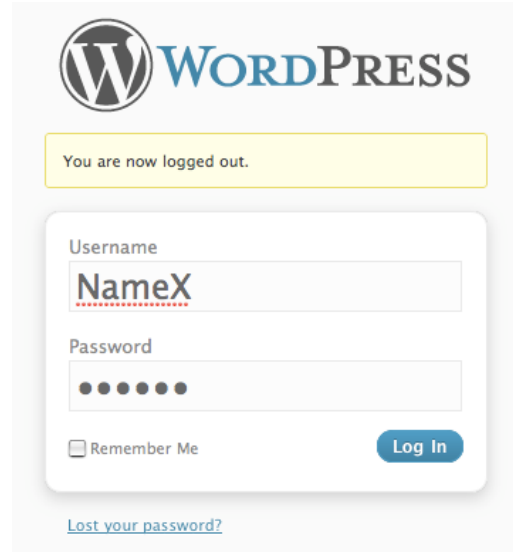 WORDPRESS
You are now logged out.
Username
NameX
Password
●●●●●●
Remember Me
Log In
Lost your password?